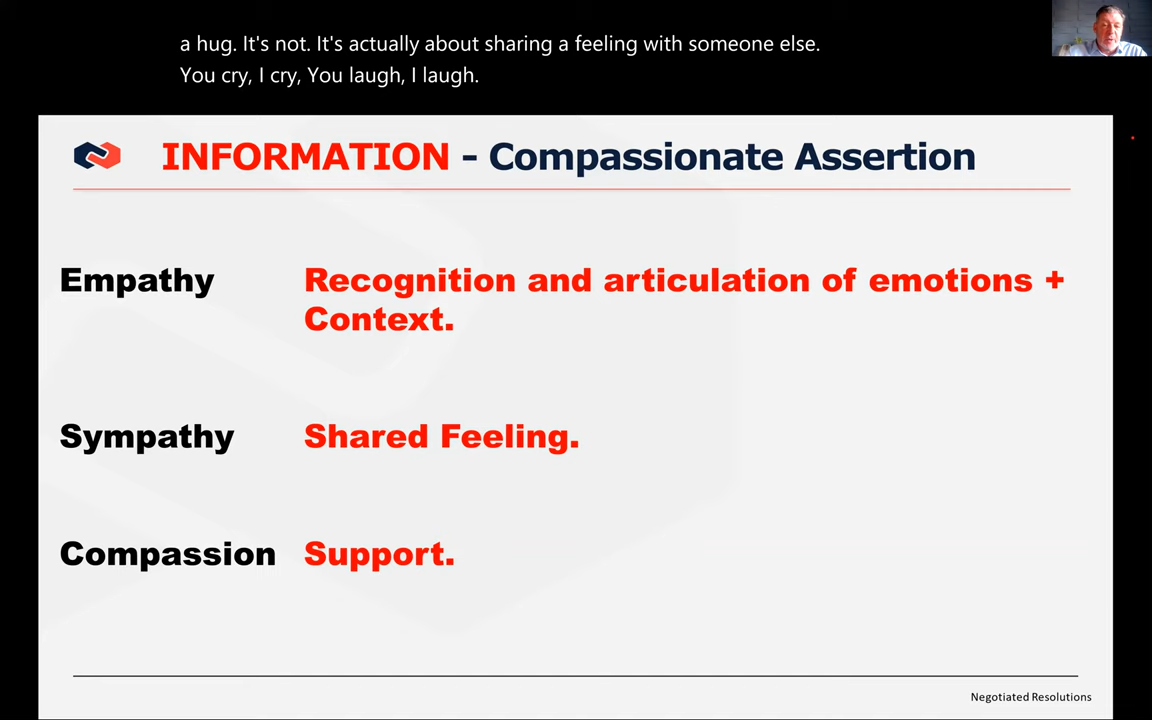 a hug. It's not. It's actually about sharing a feeling with someone else.
You cry, I cry, You laugh, I laugh.
INFORMATION - Compassionate Assertion
Empathy Recognition and articulation of emotions +
Context.
Sympathy Shared Feeling.
Compassion Support.
Negotiated Resolutions